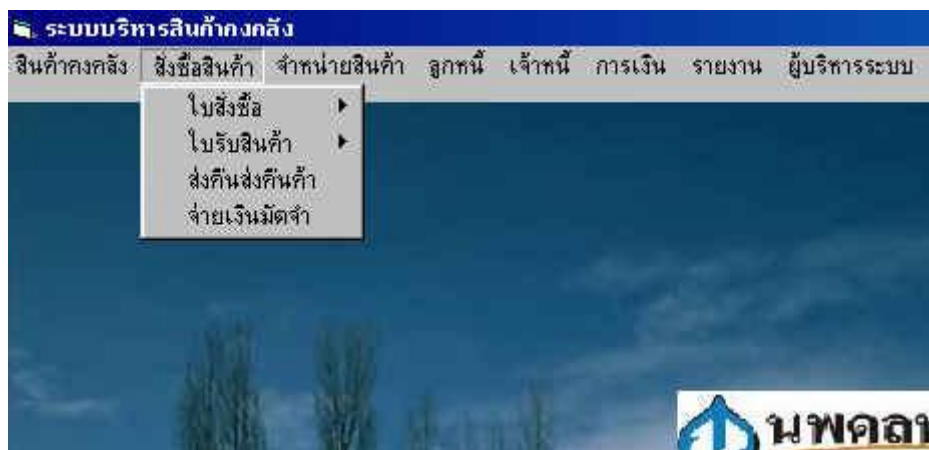 ระบบบริหารสินค้าคงคลัง
สินค้าคงคลัง สั่งซื้อสินค้า จำหน่ายสินค้า ลูกหนี้ เจ้าหนี้ การเงิน รายงาน ผู้บริหารระบบ
ใบสั่งซื้อ
ใบรับสินค้า
ส่งคืนส่งคืนค้า
จ่ายเงินมัดจำ